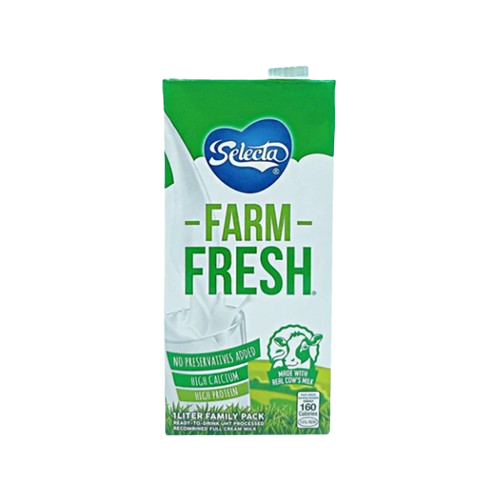 Selecta
®
-FARM-
FRESH®
NO PRESERVATIVES ADDED
HIGH CALCIUM
HIGH PROTEIN
MADE WITH
REAL COW'S MILK
1 LITER FAMILY PACK
READY-TO-DRINK UHT PROCESSED
RECOMBINED FULL CREAM MILK
160
Calories